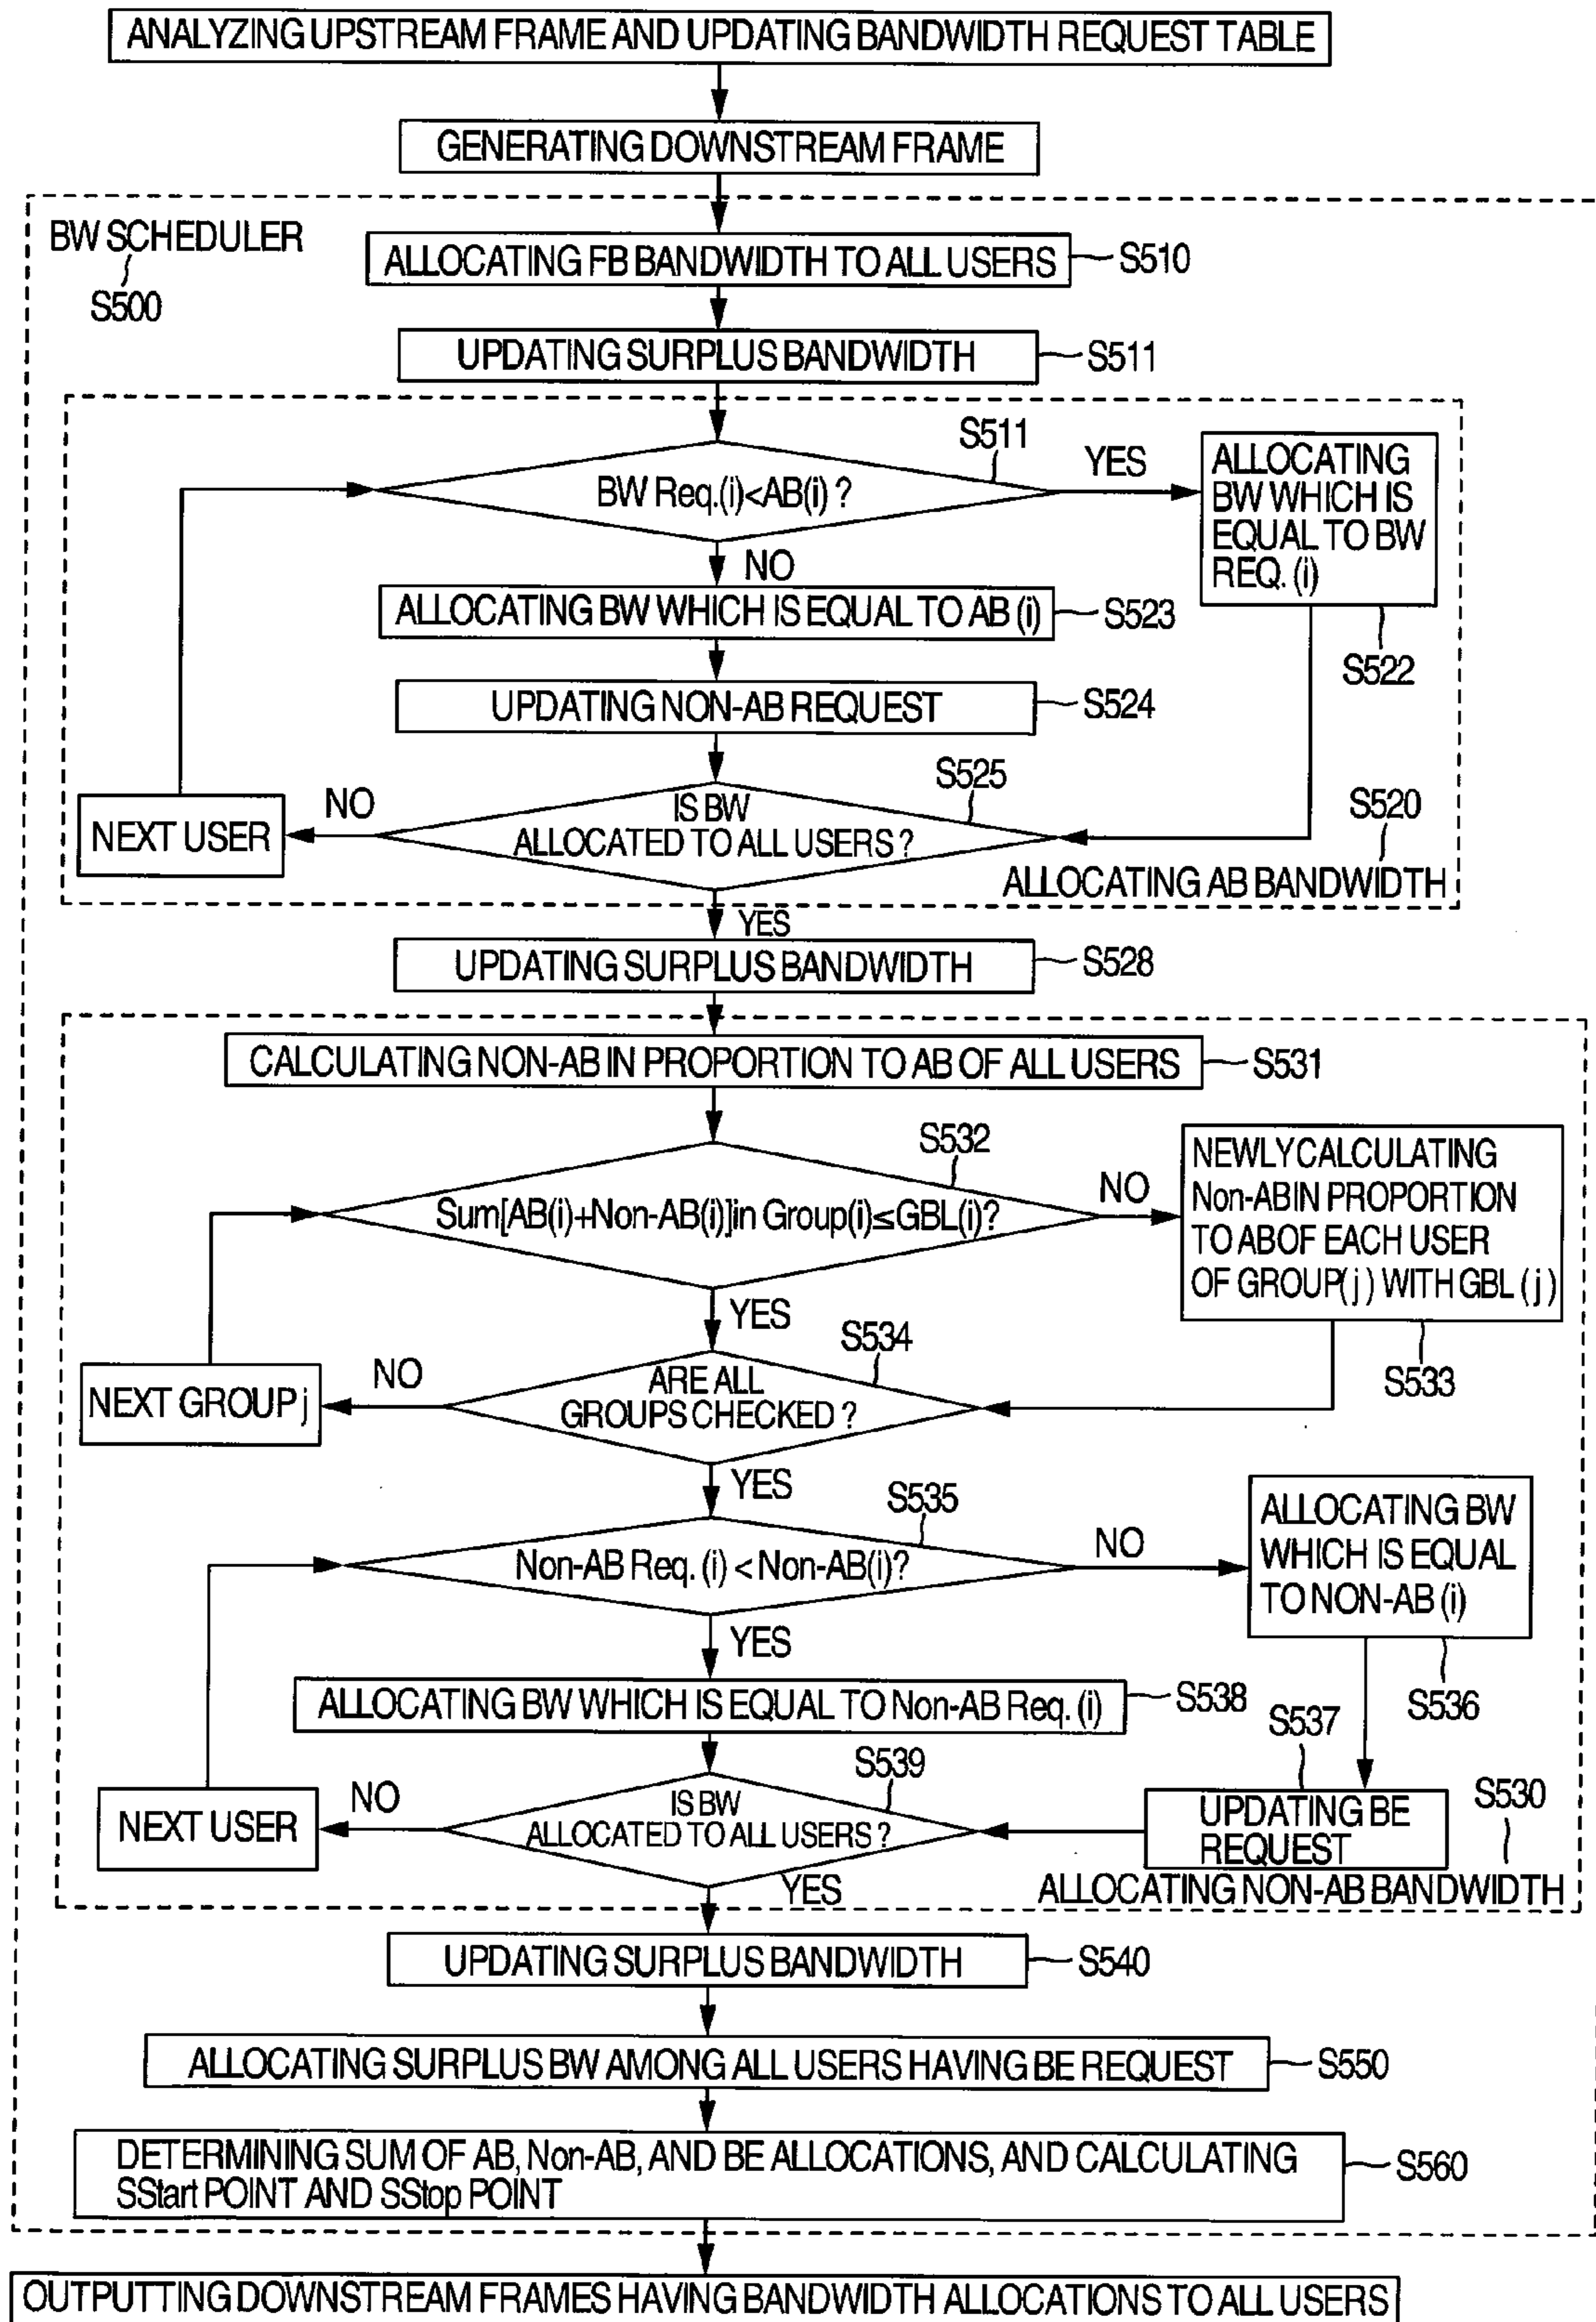 ANALYZING UPSTREAM FRAME AND UPDATING BANDWIDTH REQUEST TABLE
GENERATING DOWNSTREAM FRAME
BW SCHEDULER
S500
ALLOCATING FB BANDWIDTH TO ALL USERS
S510
UPDATING SURPLUS BANDWIDTH
S511
S511
BW Req.(i)<AB(i) ?
YES
ALLOCATING
BW WHICH IS
EQUAL TO BW
REQ. (i)
S522
NO
ALLOCATING BW WHICH IS EQUAL TO AB (i)
S523
UPDATING NON-AB REQUEST
S524
S525
IS BW
ALLOCATED TO ALL USERS ?
NO
NEXT USER
S520
ALLOCATING AB BANDWIDTH
YES
UPDATING SURPLUS BANDWIDTH
S528
CALCULATING NON-AB IN PROPORTION TO AB OF ALL USERS
S531
S532
Sum[AB(i)+Non-AB(i)]in Group(i)≤GBL(i)?
NO
NEWLY CALCULATING
Non-AB IN PROPORTION
TO AB OF EACH USER
OF GROUP(j) WITH GBL (j)
S533
YES
S534
ARE ALL
GROUPS CHECKED ?
NO
NEXT GROUP j
YES
S535
Non-AB Req. (i) < Non-AB(i)?
NO
ALLOCATING BW
WHICH IS EQUAL
TO NON-AB (i)
S536
YES
ALLOCATING BW WHICH IS EQUAL TO Non-AB Req. (i)
S538
S537
UPDATING BE
REQUEST
S539
IS BW
ALLOCATED TO ALL USERS ?
NO
NEXT USER
S530
ALLOCATING NON-AB BANDWIDTH
YES
UPDATING SURPLUS BANDWIDTH
S540
ALLOCATING SURPLUS BW AMONG ALL USERS HAVING BE REQUEST
S550
DETERMINING SUM OF AB, Non-AB, AND BE ALLOCATIONS, AND CALCULATING
SStart POINT AND SStop POINT
S560
OUTPUTTING DOWNSTREAM FRAMES HAVING BANDWIDTH ALLOCATIONS TO ALL USERS